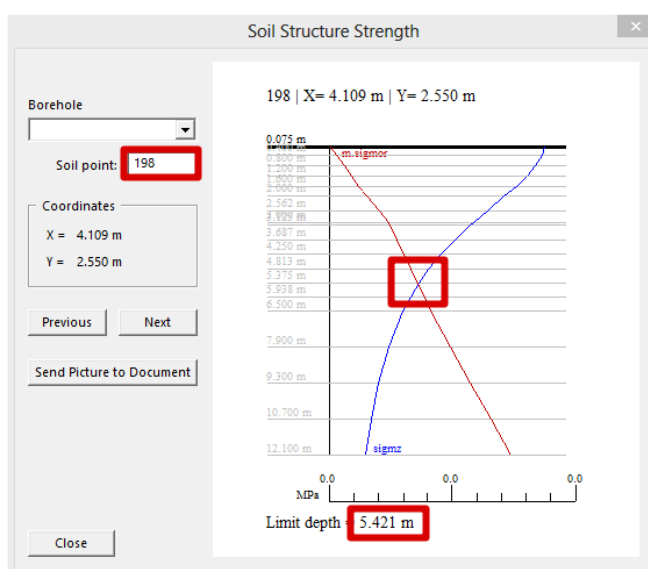 Soil Structure Strength
Borehole
Soil point: 198
Coordinates
X = 4.109 m
Y = 2.550 m
Previous Next
Send Picture to Document
Close
198 | X= 4.109 m | Y= 2.550 m
0.075 m
0.800 m
m.sigmor
1.200 m
1.600 m
2.000 m
2.562 m
3.125 m
3.687 m
4.250 m
4.813 m
5.375 m
5.938 m
6.500 m
7.900 m
9.300 m
10.700 m
12.100 m sigmz
0.0 0.0 0.0
MPa
Limit depth = 5.421 m